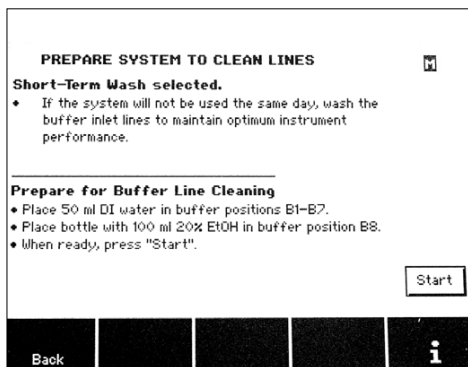 PREPARE SYSTEM TO CLEAN LINES
M
Short-Term Wash selected.
• If the system will not be used the same day, wash the
buffer inlet lines to maintain optimum instrument
performance.
Prepare for Buffer Line Cleaning
• Place 50 ml DI water in buffer positions B1-B7.
• Place bottle with 100 ml 20% EtOH in buffer position B8.
• When ready, press "Start".
Start
Back
i